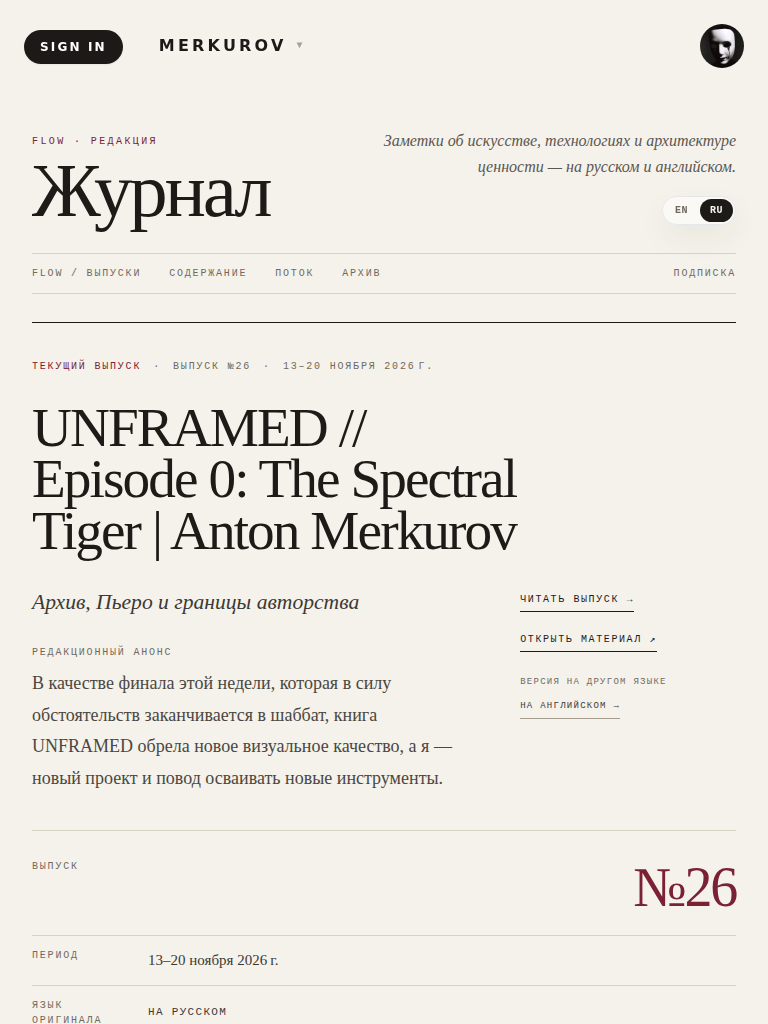 SIGN IN
MERKUROV ▼
FLOW · РЕДАКЦИЯ
Журнал
Заметки об искусстве, технологиях и архитектуре
ценности — на русском и английском.
EN RU
FLOW / ВЫПУСКИ СОДЕРЖАНИЕ ПОТОК АРХИВ ПОДПИСКА
ТЕКУЩИЙ ВЫПУСК · ВЫПУСК №26 · 13–20 НОЯБРЯ 2026 Г.
UNFRAMED //
Episode 0: The Spectral
Tiger | Anton Merkurov
Архив, Пьеро и границы авторства
РЕДАКЦИОННЫЙ АНОНС
В качестве финала этой недели, которая в силу
обстоятельств заканчивается в шаббат, книга
UNFRAMED обрела новое визуальное качество, а я —
новый проект и повод осваивать новые инструменты.
ЧИТАТЬ ВЫПУСК →
ОТКРЫТЬ МАТЕРИАЛ ↗
ВЕРСИЯ НА ДРУГОМ ЯЗЫКЕ
НА АНГЛИЙСКОМ →
ВЫПУСК
№26
ПЕРИОД
13–20 ноября 2026 г.
ЯЗЫК
ОРИГИНАЛА
НА РУССКОМ